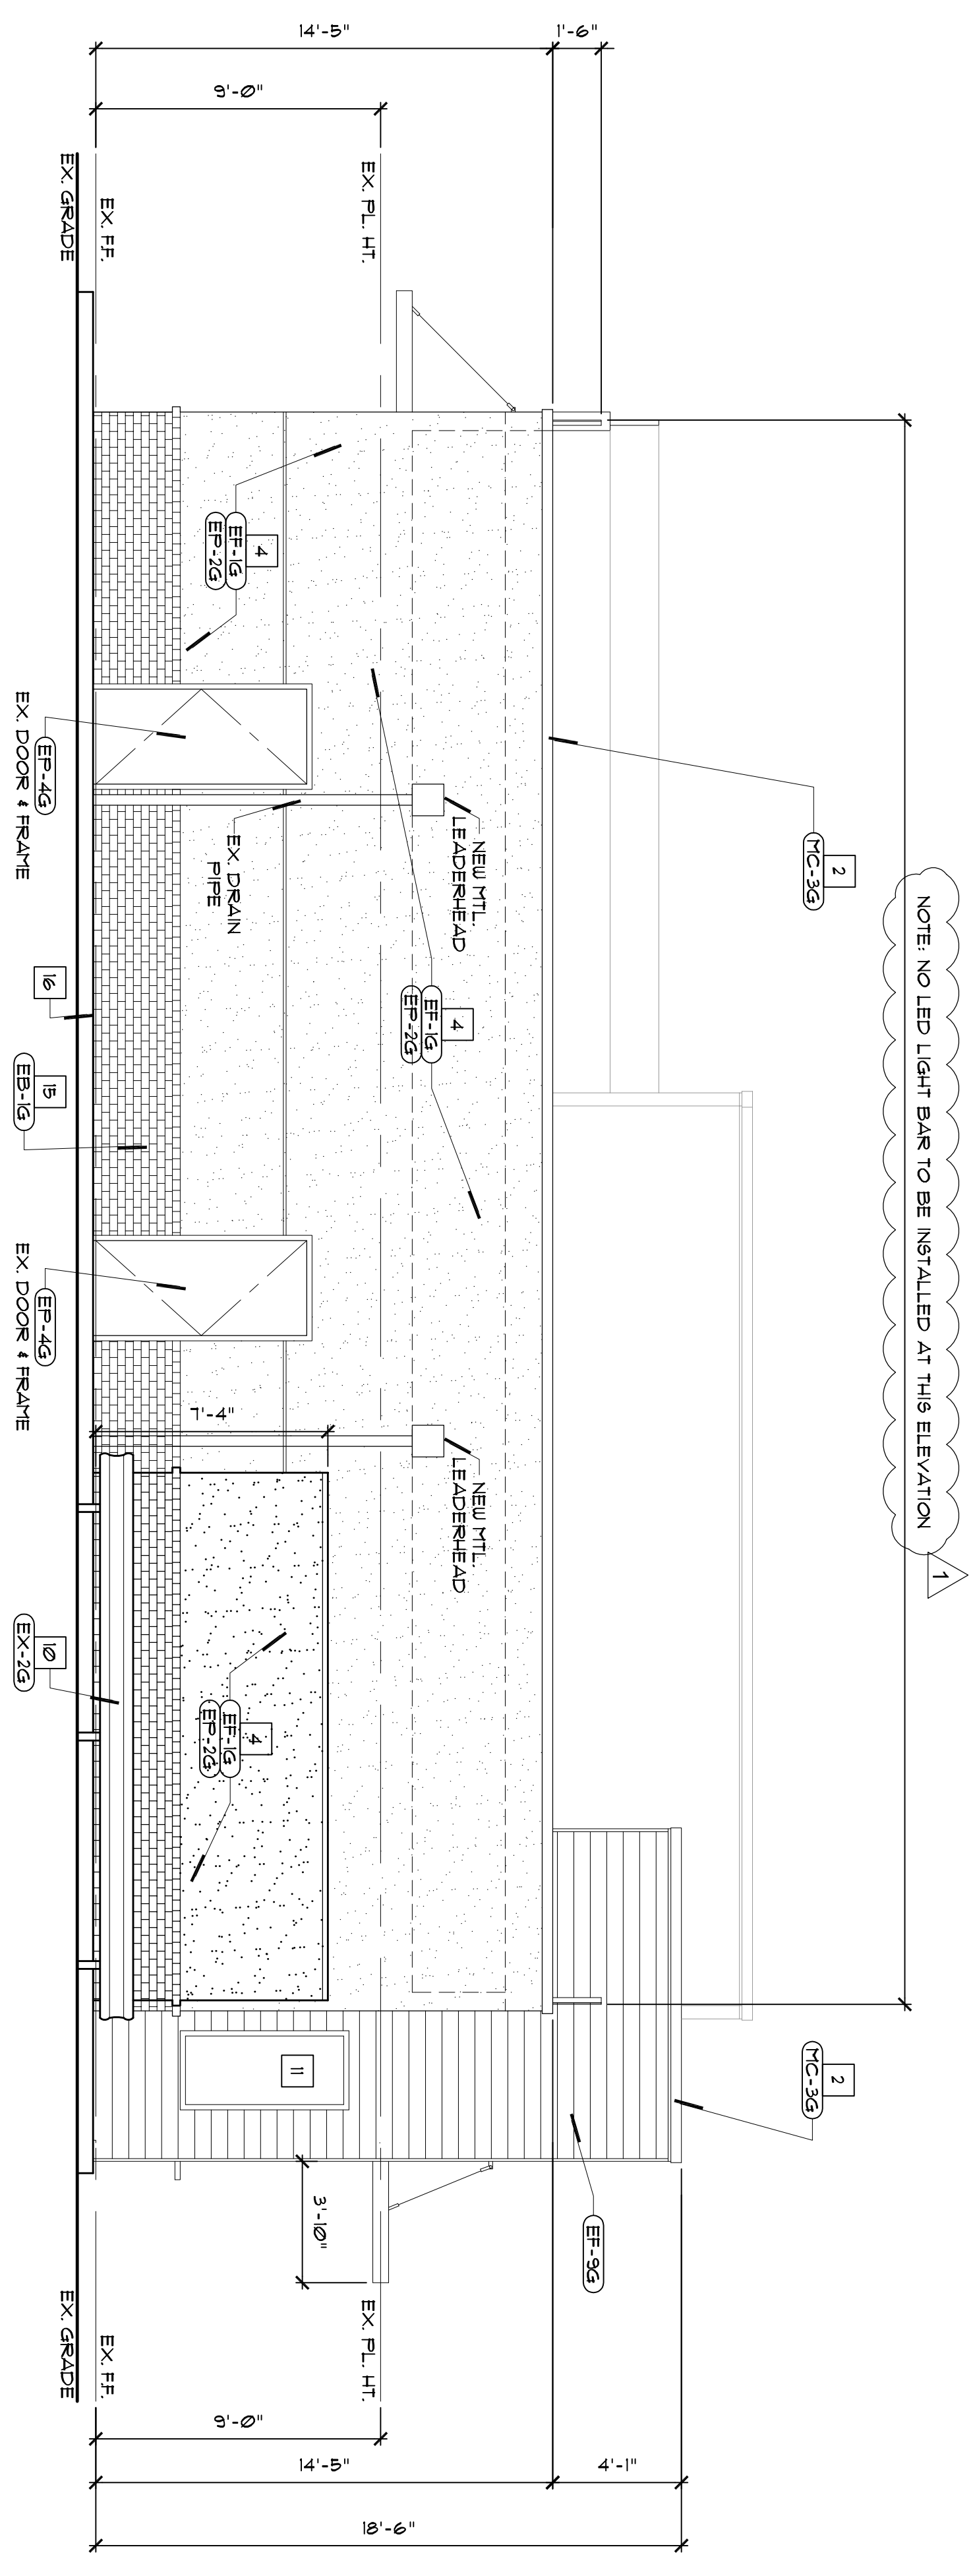 NOTE: NO LED LIGHT BAR TO BE INSTALLED AT THIS ELEVATION
1
1'-6"
14'-5"
9'-0"
EX. PL. HT.
EX. F.F.
EX. GRADE
2
MC-3G
2
MC-3G
4
EF-1G
EP-2G
NEW MTL.
LEADERHEAD
EX. DRAIN
PIPE
4
EF-1G
EP-2G
NEW MTL.
LEADERHEAD
7'-4"
4
EF-1G
EP-2G
11
EF-9G
3'-10"
EP-4G
EX. DOOR & FRAME
16
15
EB-1G
EP-4G
EX. DOOR & FRAME
10
EX-2G
EX. PL. HT.
EX. F.F.
EX. GRADE
9'-0"
14'-5"
4'-1"
18'-6"